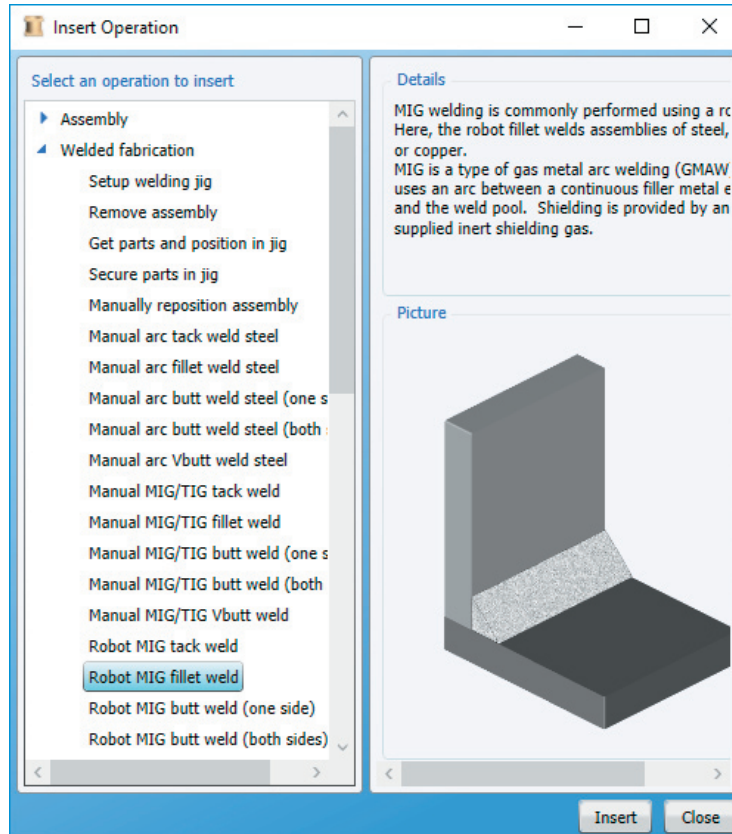 Insert Operation
Select an operation to insert
Assembly
Welded fabrication
Setup welding jig
Remove assembly
Get parts and position in jig
Secure parts in jig
Manually reposition assembly
Manual arc tack weld steel
Manual arc fillet weld steel
Manual arc butt weld steel (one s
Manual arc butt weld steel (both
Manual arc Vbutt weld steel
Manual MIG/TIG tack weld
Manual MIG/TIG fillet weld
Manual MIG/TIG butt weld (one s
Manual MIG/TIG butt weld (both
Manual MIG/TIG Vbutt weld
Robot MIG tack weld
Robot MIG fillet weld
Robot MIG butt weld (one side)
Robot MIG butt weld (both sides)
Details
MIG welding is commonly performed using a ro
Here, the robot fillet welds assemblies of steel,
or copper.
MIG is a type of gas metal arc welding (GMAW
uses an arc between a continuous filler metal e
and the weld pool.  Shielding is provided by an
supplied inert shielding gas.
Picture
Insert
Close